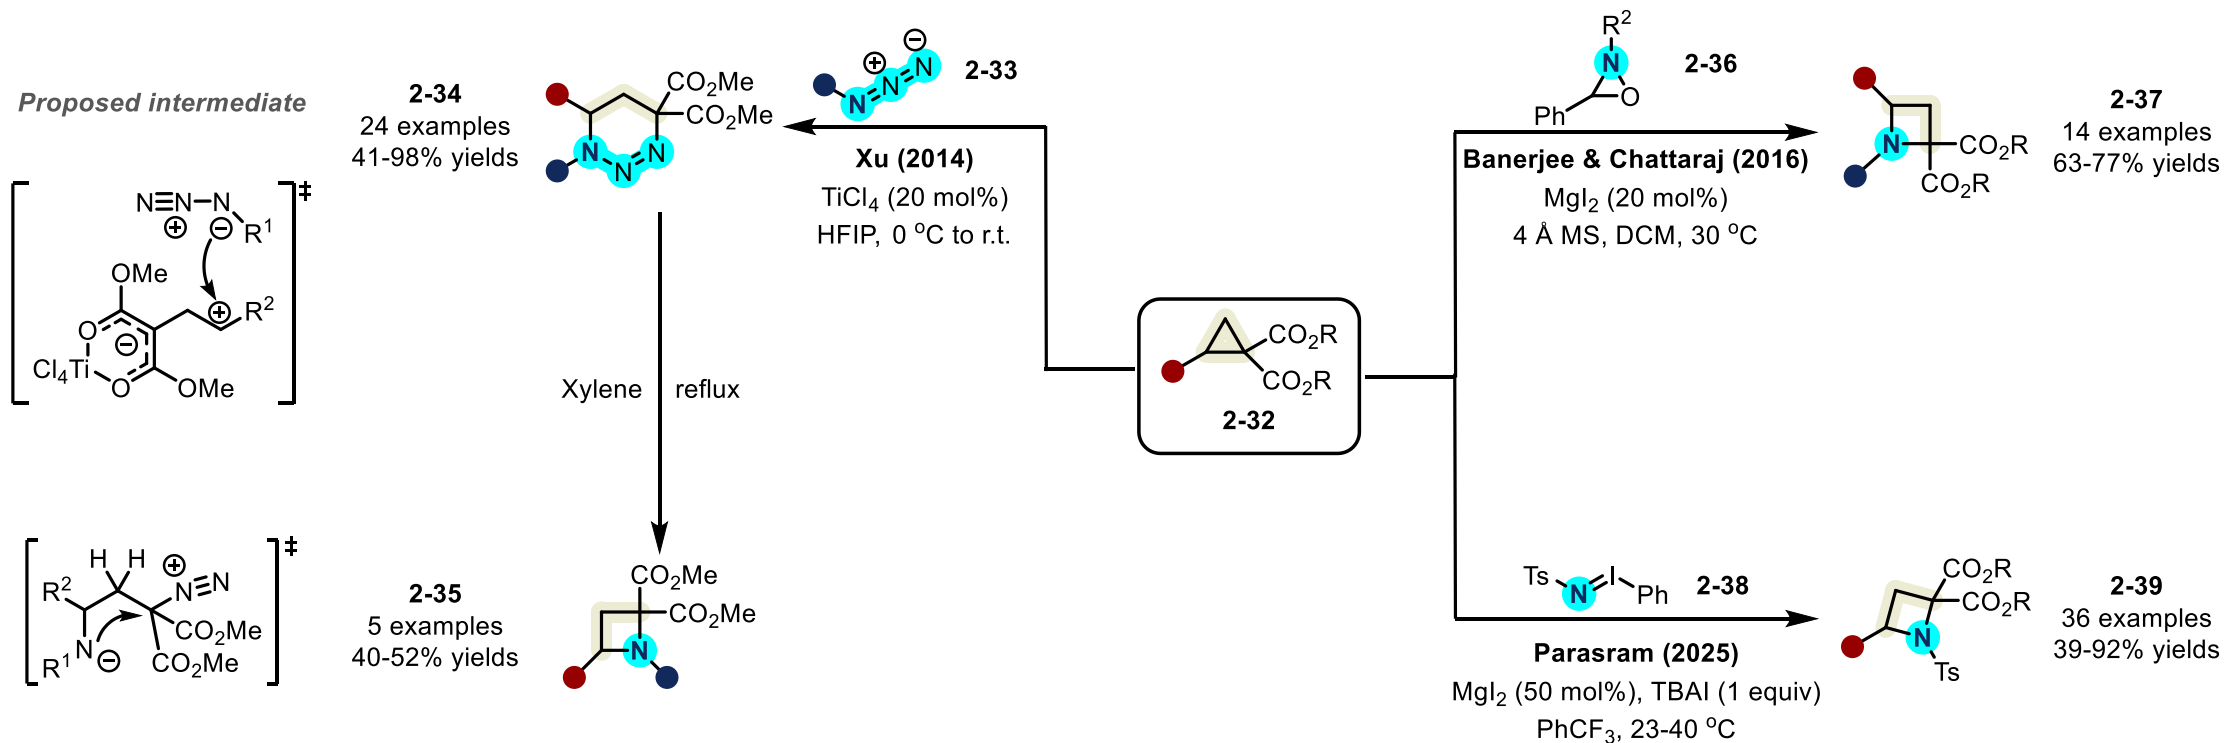 Proposed intermediate
N≡N–N
⊕ ⊖
R1
OMe
⊕
R2
O
⊖
Cl4Ti
O
OMe
‡
2-34
24 examples
41-98% yields
CO2Me
CO2Me
N
N
N
⊖
⊕
N
N
N
2-33
Xu (2014)
TiCl4 (20 mol%)
HFIP, 0 oC to r.t.
Xylene
reflux
H H
⊕
N≡N
R2
CO2Me
N
⊖
CO2Me
R1
‡
2-35
5 examples
40-52% yields
CO2Me
CO2Me
N
CO2R
CO2R
2-32
R2
N
O
Ph
2-36
Banerjee & Chattaraj (2016)
MgI2 (20 mol%)
4 Å MS, DCM, 30 oC
N
CO2R
CO2R
2-37
14 examples
63-77% yields
Ts
N
I
Ph
2-38
Parasram (2025)
MgI2 (50 mol%), TBAI (1 equiv)
PhCF3, 23-40 oC
CO2R
CO2R
N
Ts
2-39
36 examples
39-92% yields